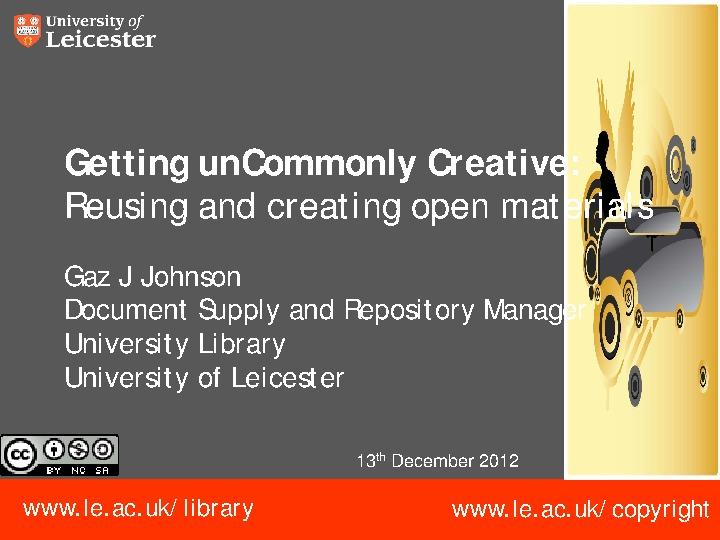 University of
Leicester
Getting unCommonly Creative:
Reusing and creating open materials
Gaz J Johnson
Document Supply and Repository Manager
University Library
University of Leicester
cc
BY NC SA
13th December 2012
www.le.ac.uk/library
www.le.ac.uk/copyright